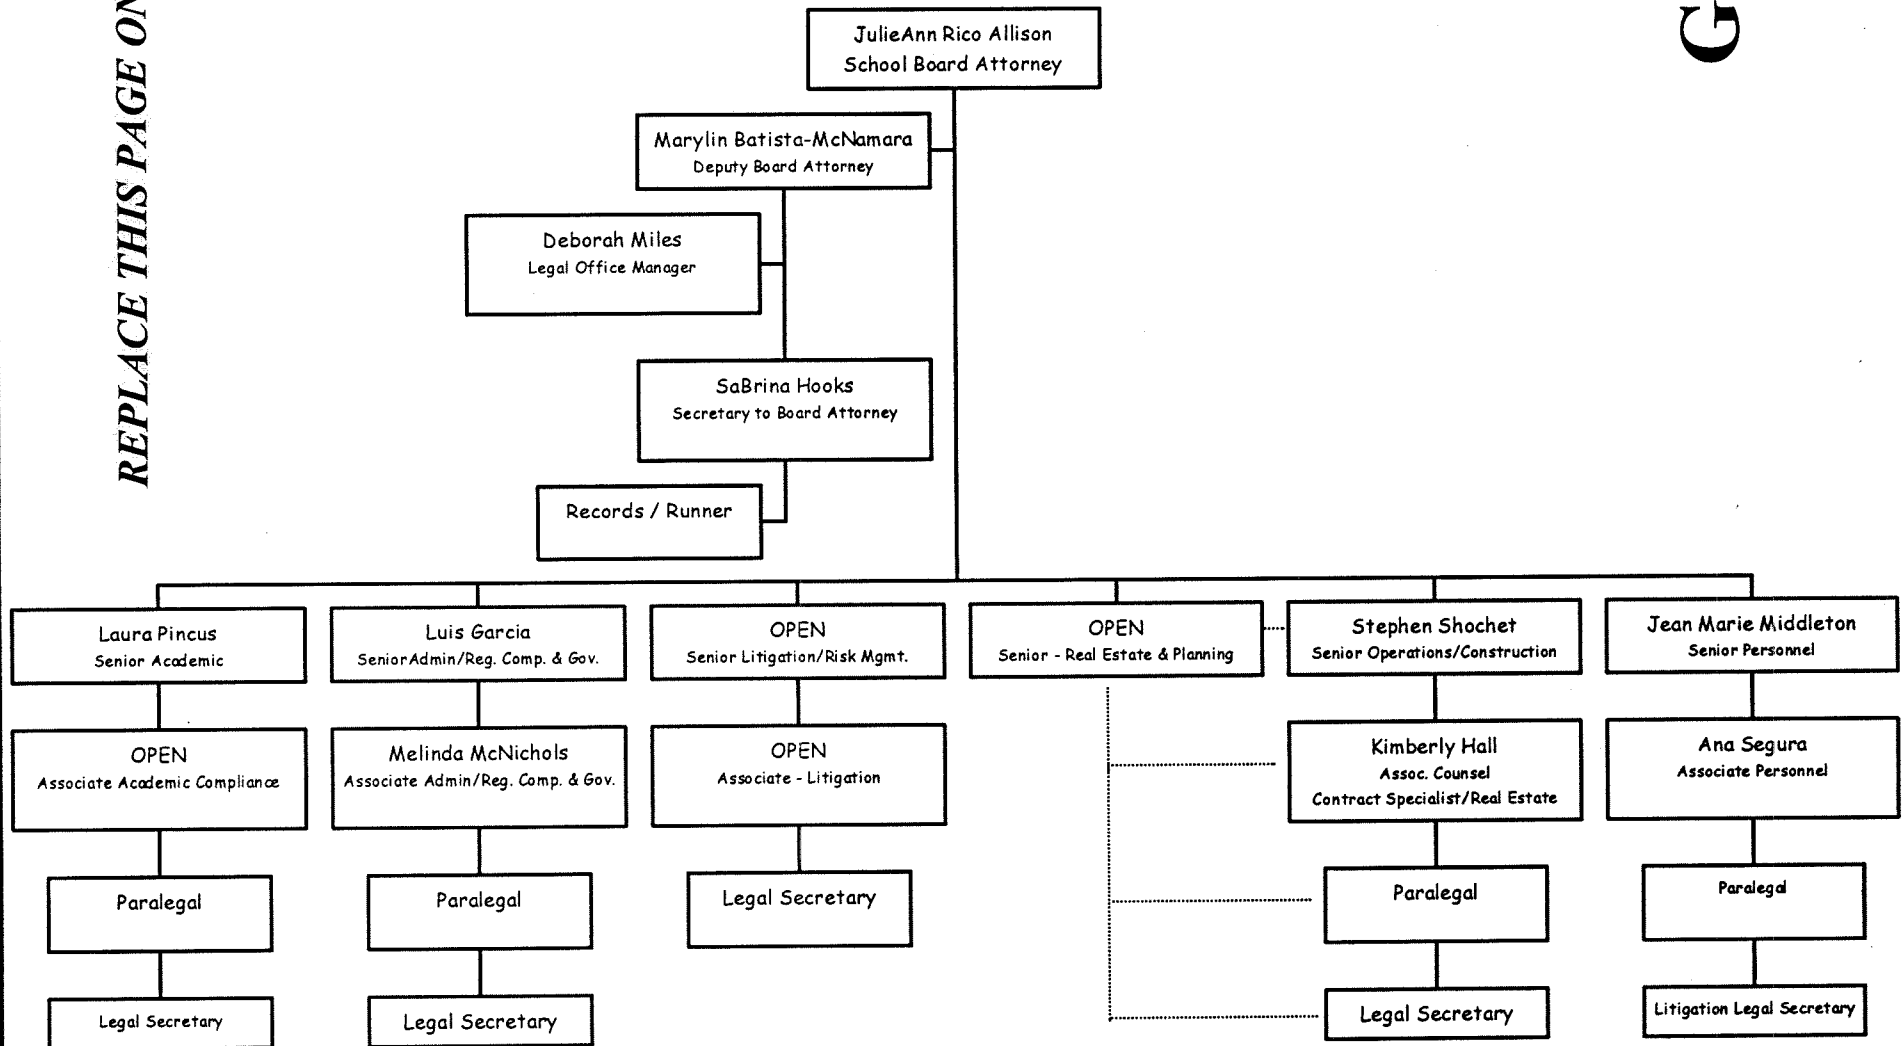 REPLACE THIS PAGE ON
G
JulieAnn Rico Allison
School Board Attorney
Marylin Batista-McNamara
Deputy Board Attorney
Deborah Miles
Legal Office Manager
SaBrina Hooks
Secretary to Board Attorney
Records / Runner
Laura Pincus
Senior Academic
Luis Garcia
SeniorAdmin/Reg. Comp. & Gov.
OPEN
Senior Litigation/Risk Mgmt.
OPEN
Senior - Real Estate & Planning
Stephen Shochet
Senior Operations/Construction
Jean Marie Middleton
Senior Personnel
OPEN
Associate Academic Compliance
Melinda McNichols
Associate Admin/Reg. Comp. & Gov.
OPEN
Associate - Litigation
Kimberly Hall
Assoc. Counsel
Contract Specialist/Real Estate
Ana Segura
Associate Personnel
Paralegal
Paralegal
Legal Secretary
Paralegal
Paralegal
Legal Secretary
Legal Secretary
Legal Secretary
Litigation Legal Secretary